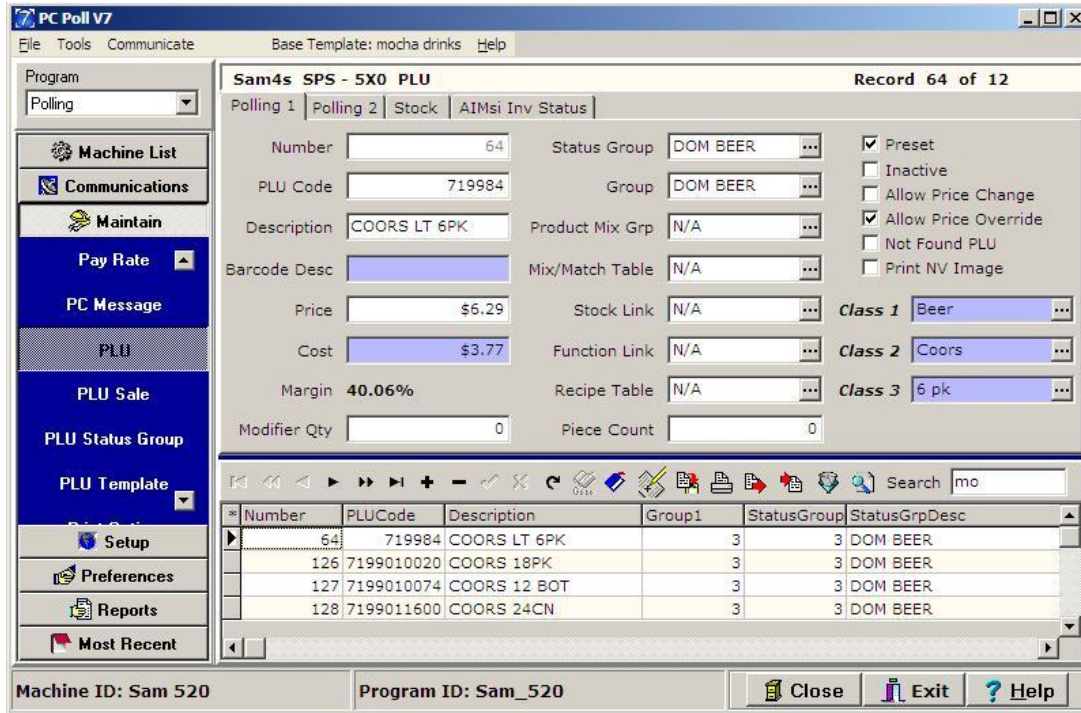 PC Poll V7
File Tools Communicate Base Template: mocha drinks Help
Program
Polling
Machine List
Communications
Maintain
Pay Rate
PC Message
PLU
PLU Sale
PLU Status Group
PLU Template
Setup
Preferences
Reports
Most Recent
Sam4s SPS - 5X0 PLU Record 64 of 12
Polling 1 Polling 2 Stock AIMsi Inv Status
Number 64 Status Group DOM BEER ... Preset
Inactive
PLU Code 719984 Group DOM BEER ... Allow Price Change
Description COORS LT 6PK Product Mix Grp N/A ... Allow Price Override
Not Found PLU
Barcode Desc Mix/Match Table N/A ... Print NV Image
Price $6.29 Stock Link N/A ... Class 1 Beer ...
Cost $3.77 Function Link N/A ... Class 2 Coors ...
Margin 40.06% Recipe Table N/A ... Class 3 6 pk ...
Modifier Qty 0 Piece Count 0
Search mo
* Number PLUCode Description Group1 StatusGroup StatusGrpDesc
64 719984 COORS LT 6PK 3 3 DOM BEER
126 7199010020 COORS 18PK 3 3 DOM BEER
127 7199010074 COORS 12 BOT 3 3 DOM BEER
128 7199011600 COORS 24CN 3 3 DOM BEER
Machine ID: Sam 520 Program ID: Sam_520 Close Exit ? Help